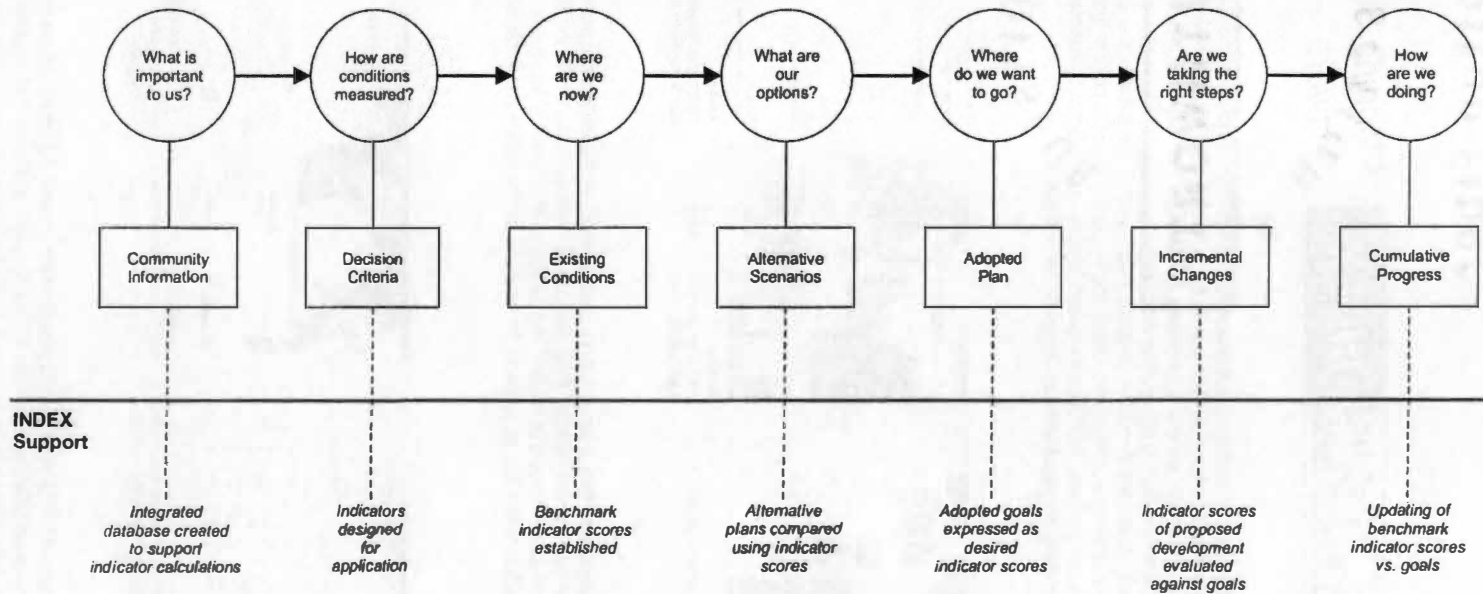 What is
important
to us?
How are
conditions
measured?
Where
are we
now?
What are
our
options?
Where
do we want
to go?
Are we
taking the
right steps?
How
are we
doing?
Community
Information
Decision
Criteria
Existing
Conditions
Alternative
Scenarios
Adopted
Plan
Incremental
Changes
Cumulative
Progress
INDEX
Support
Integrated
database created
to support
indicator calculations
Indicators
designed
for
application
Benchmark
indicator scores
established
Alternative
plans compared
using indicator
scores
Adopted goals
expressed as
desired
indicator scores
Indicator scores
of proposed
development
evaluated
against goals
Updating of
benchmark
indicator scores
vs. goals